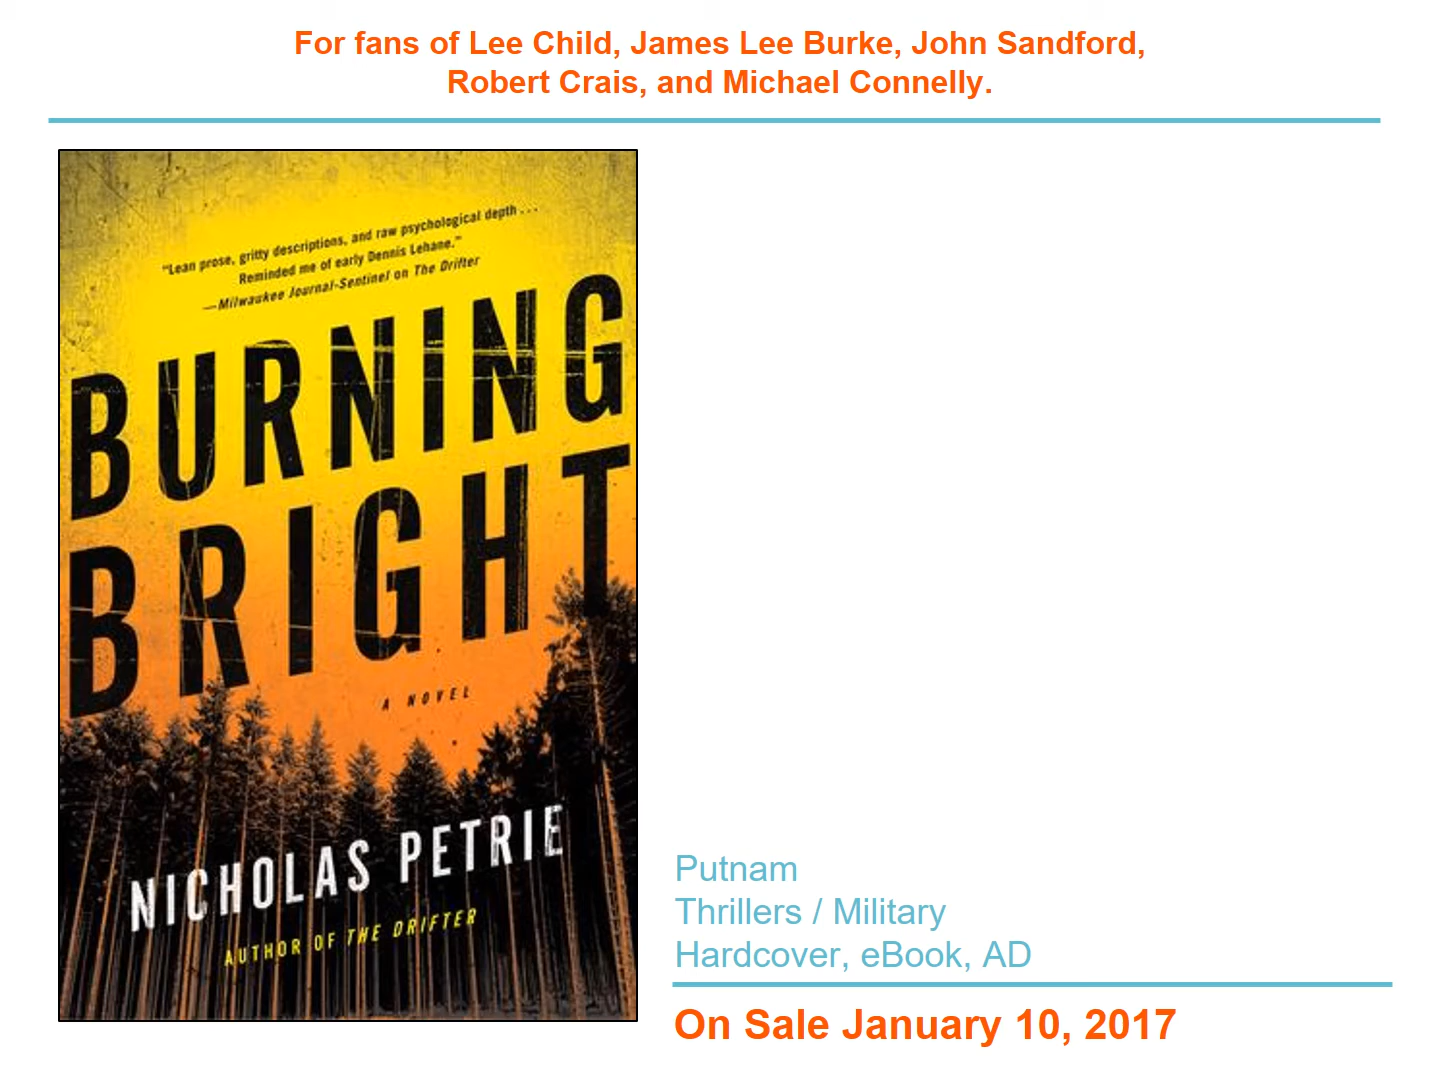 For fans of Lee Child, James Lee Burke, John Sandford,
Robert Crais, and Michael Connelly.
"Lean prose, gritty descriptions, and raw psychological depth . . .
Reminded me of early Dennis Lehane."
—Milwaukee Journal-Sentinel on The Drifter
BURNING
BRIGHT
A NOVEL
NICHOLAS PETRIE
AUTHOR OF THE DRIFTER
Putnam
Thrillers / Military
Hardcover, eBook, AD
On Sale January 10, 2017